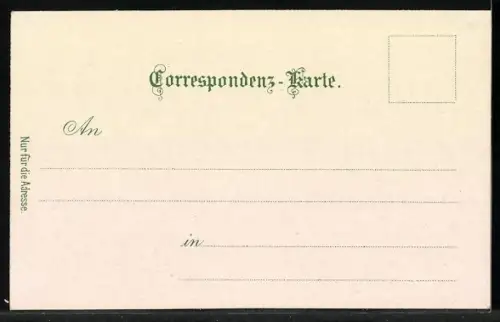 Correspondenz-Karte.
An
in
Nur für die Adresse.